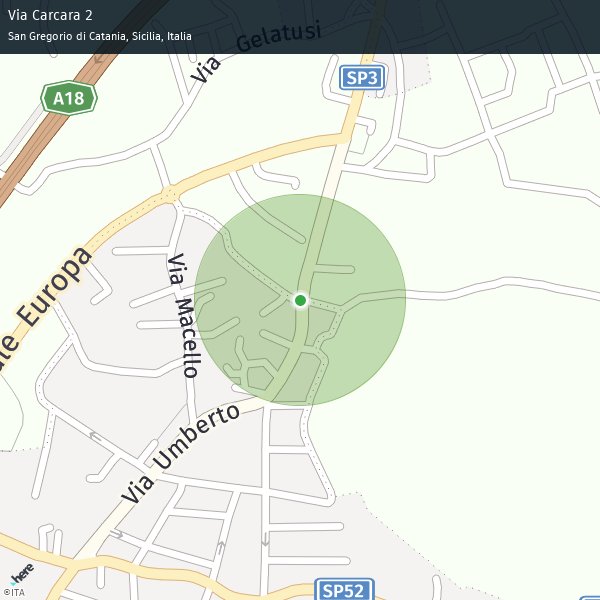 Via Carcara 2
San Gregorio di Catania, Sicilia, Italia
Via Gelatusi
SP3
A18
ale Europa
Via Macello
Via Umberto
here
©ITA
SP52